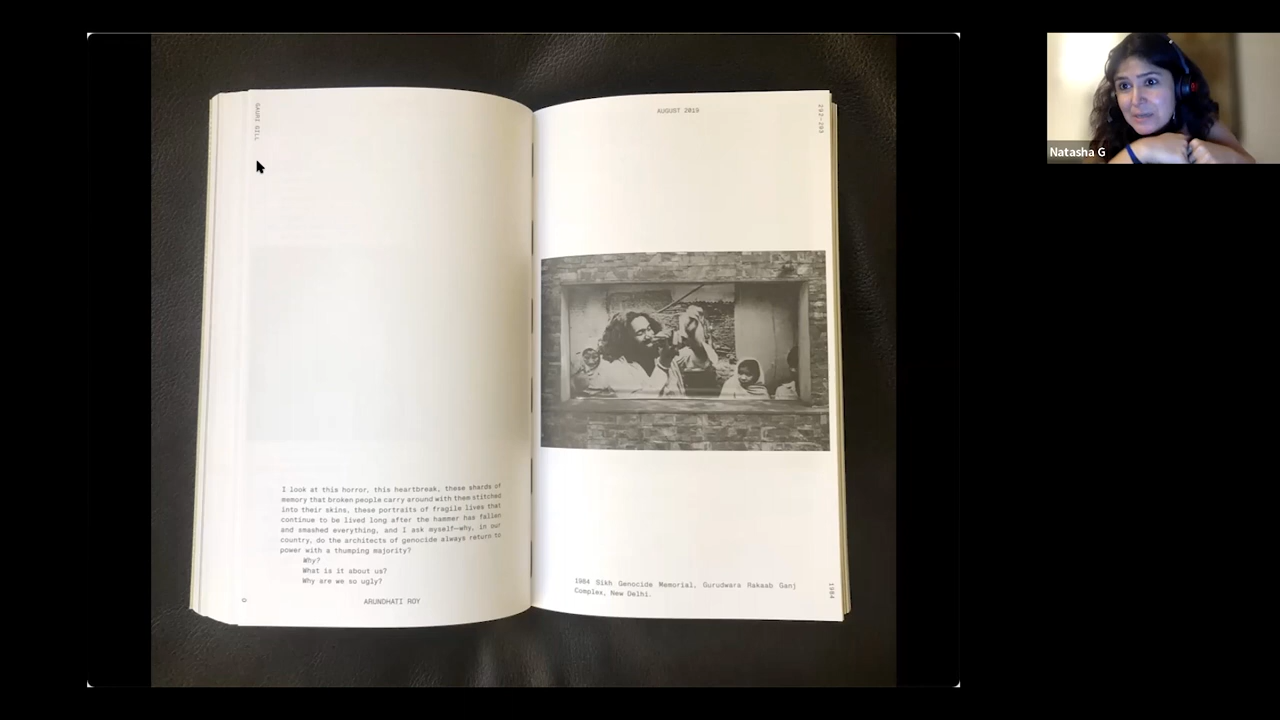 GAURI GILL
I look at this horror, this heartbreak, these shards of
memory that broken people carry around with them stitched
into their skins, these portraits of fragile lives that
continue to be lived long after the hammer has fallen
and smashed everything, and I ask myself—why, in our
country, do the architects of genocide always return to
power with a thumping majority?
Why?
What is it about us?
Why are we so ugly?
ARUNDHATI ROY
AUGUST 2019
292–293
1984 Sikh Genocide Memorial, Gurudwara Rakaab Ganj
Complex, New Delhi.
1984
Natasha G